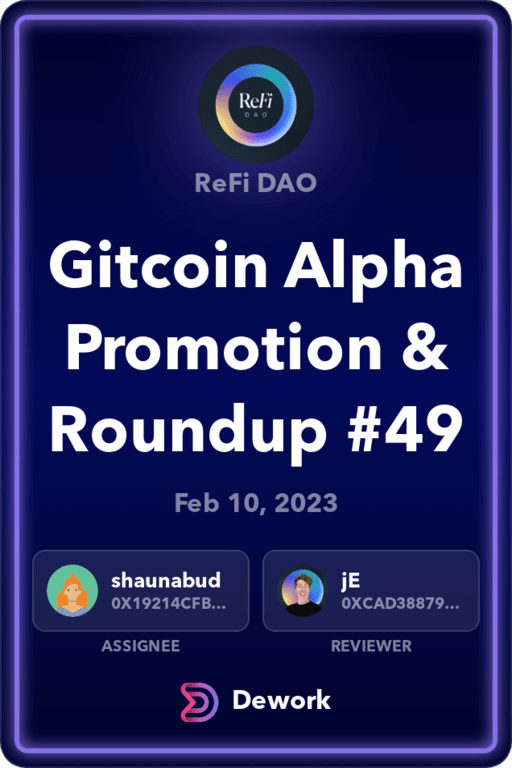 ReFi
DAO
ReFi DAO
Gitcoin Alpha
Promotion &
Roundup #49
Feb 10, 2023
shaunabud
0X19214CFB...
ASSIGNEE
jE
0XCAD38879...
REVIEWER
Dework